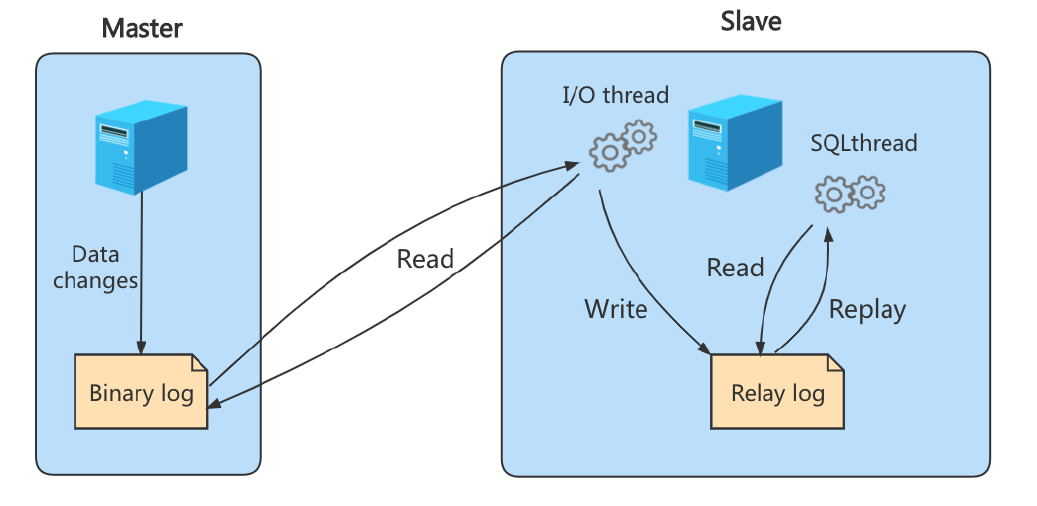 Master
Slave
I/O thread
SQLthread
Data
changes
Read
Read
Write
Replay
Binary log
Relay log